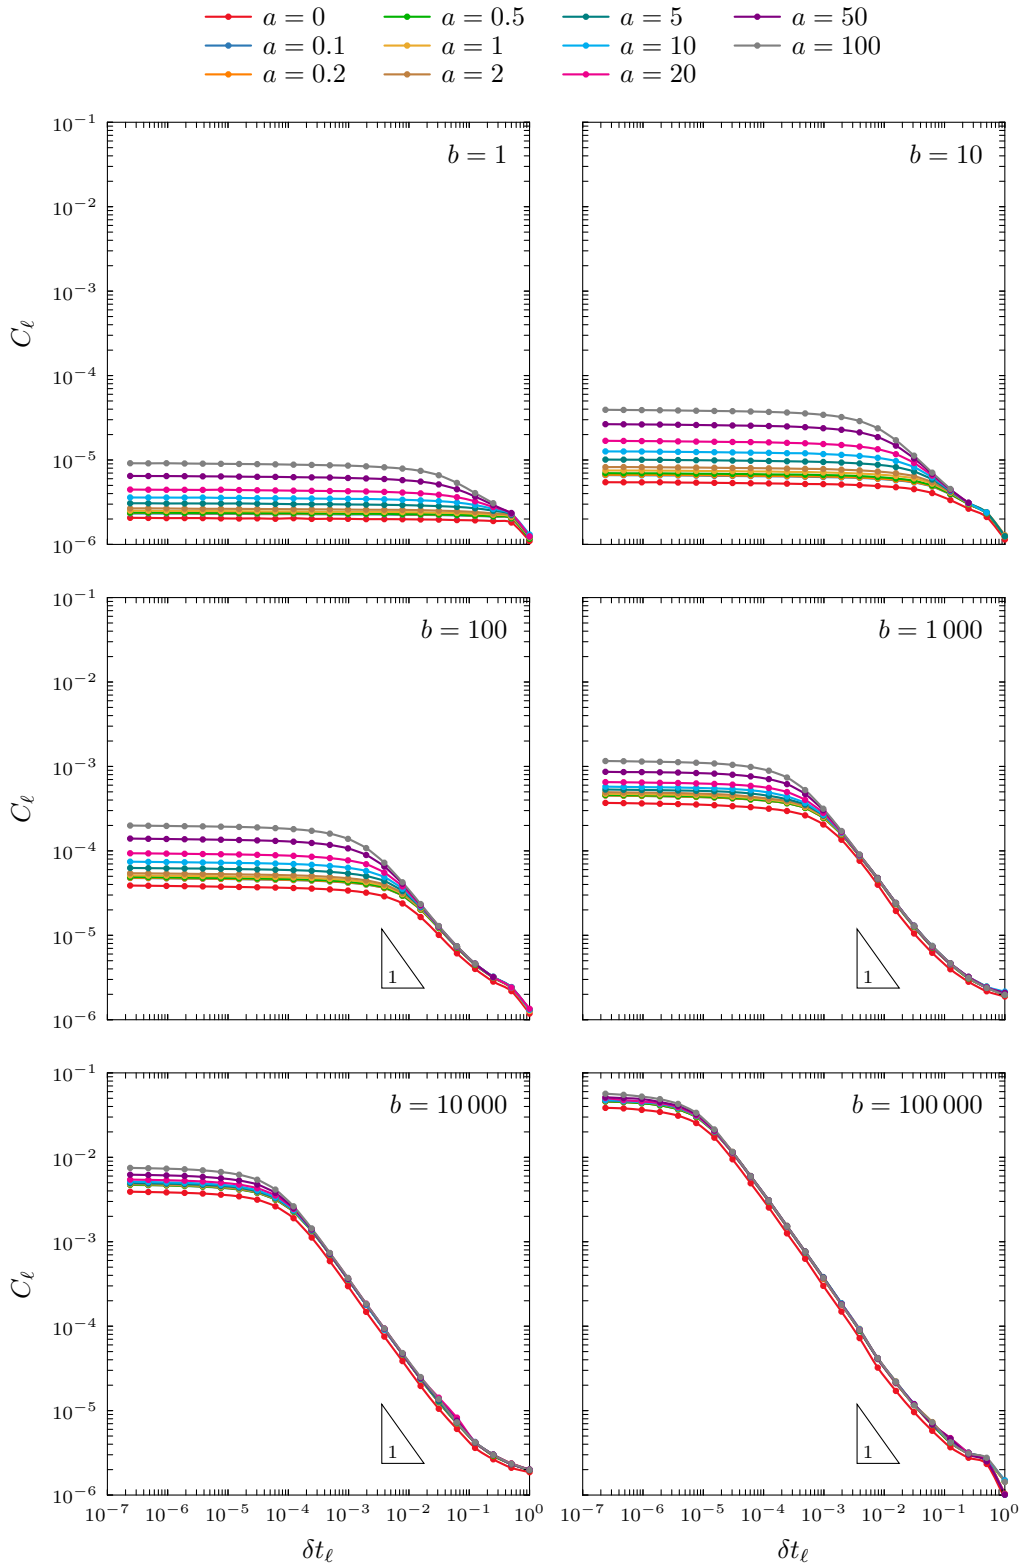 a = 0 a = 0.5 a = 5 a = 50
a = 0.1 a = 1 a = 10 a = 100
a = 0.2 a = 2 a = 20
b = 1
10⁻¹
10⁻²
10⁻³
10⁻⁴
10⁻⁵
10⁻⁶
C_ℓ
b = 10
b = 100
10⁻¹
10⁻²
10⁻³
10⁻⁴
10⁻⁵
10⁻⁶
C_ℓ
1
b = 1 000
1
b = 10 000
10⁻¹
10⁻²
10⁻³
10⁻⁴
10⁻⁵
10⁻⁶
C_ℓ
1
10⁻⁷ 10⁻⁶ 10⁻⁵ 10⁻⁴ 10⁻³ 10⁻² 10⁻¹ 10⁰
δt_ℓ
b = 100 000
1
10⁻⁷ 10⁻⁶ 10⁻⁵ 10⁻⁴ 10⁻³ 10⁻² 10⁻¹ 10⁰
δt_ℓ